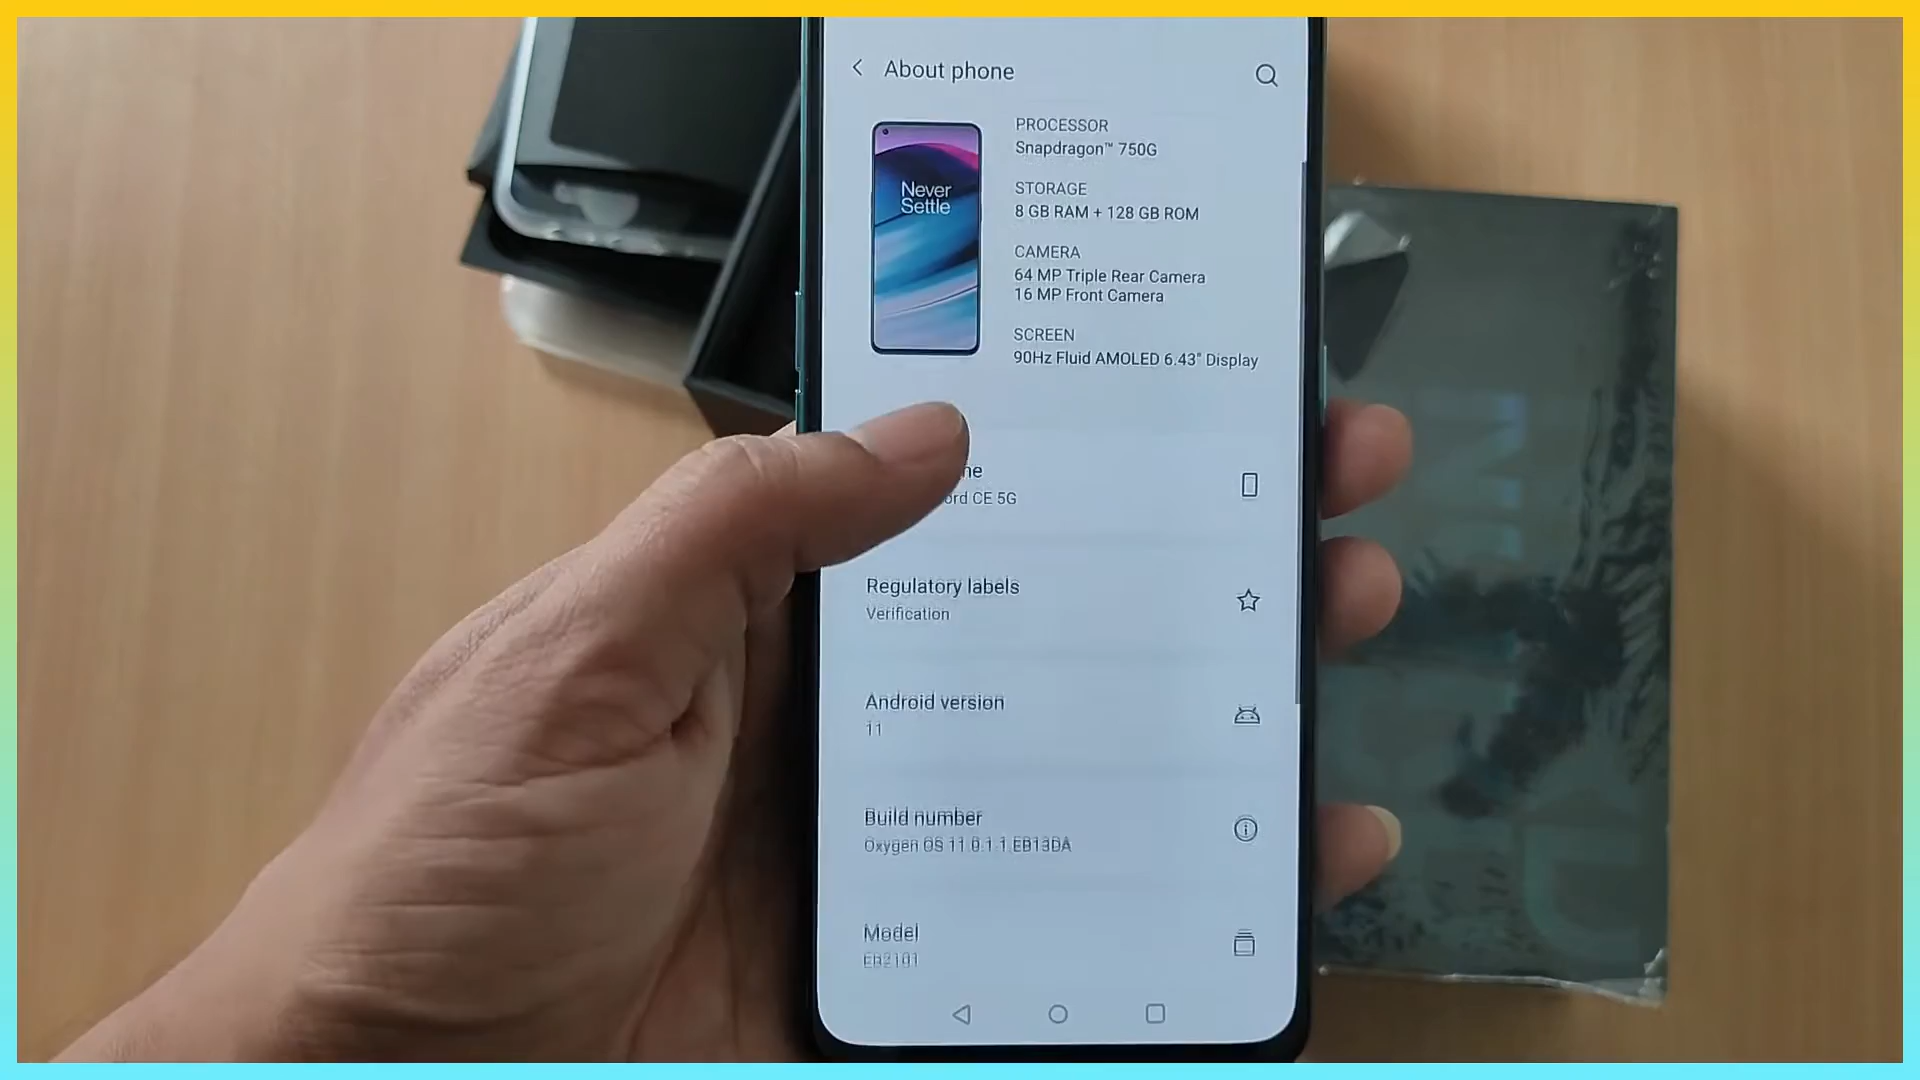 About phone
PROCESSOR
Snapdragon™ 750G
STORAGE
8 GB RAM + 128 GB ROM
CAMERA
64 MP Triple Rear Camera
16 MP Front Camera
SCREEN
90Hz Fluid AMOLED 6.43" Display
Never
Settle
CE 5G
Regulatory labels
Verification
Android version
11
Build number
Oxygen OS 11.0.1.1.EB13DA
Model
EB2101